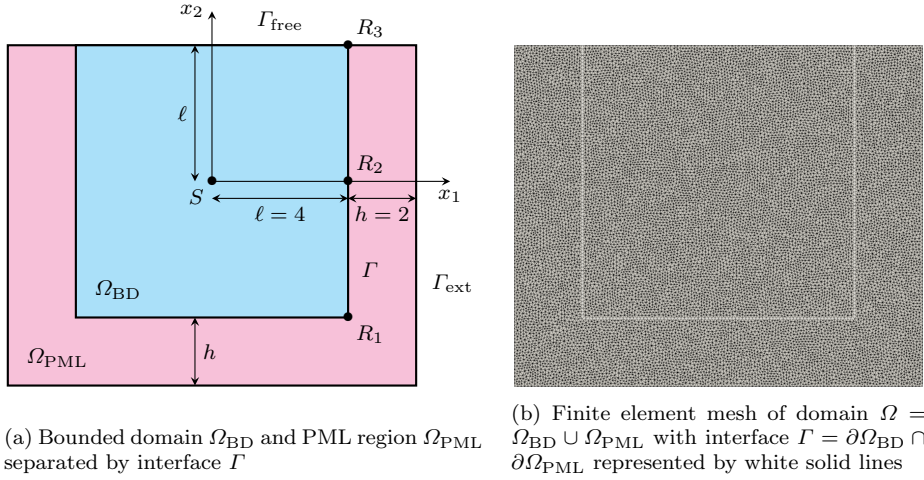 x₂
Γfree
R₃
ℓ
R₂
S
x₁
ℓ = 4
h = 2
Γ
ΩBD
Γext
R₁
ΩPML
h
(a) Bounded domain ΩBD and PML region ΩPML
separated by interface Γ
(b) Finite element mesh of domain Ω =
ΩBD ∪ ΩPML with interface Γ = ∂ΩBD ∩
∂ΩPML represented by white solid lines